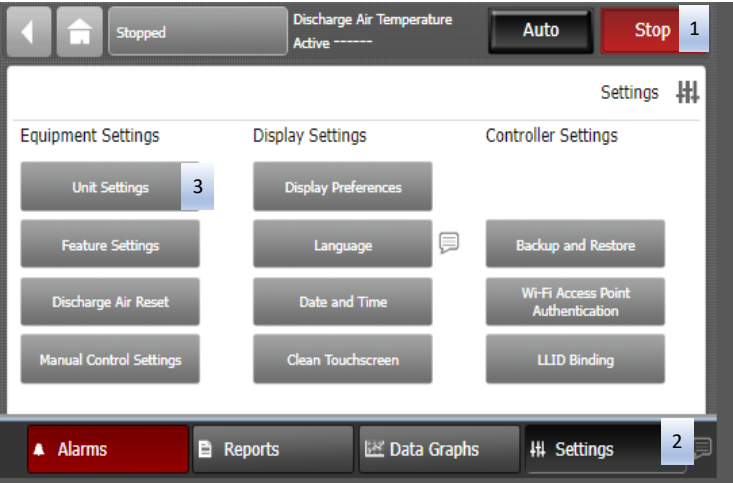 Stopped
Discharge Air Temperature
Active ------
Auto
Stop
1
Settings
Equipment Settings
Display Settings
Controller Settings
Unit Settings
3
Display Preferences
Feature Settings
Language
Backup and Restore
Discharge Air Reset
Date and Time
Wi-Fi Access Point
Authentication
Manual Control Settings
Clean Touchscreen
LLID Binding
Alarms
Reports
Data Graphs
Settings
2